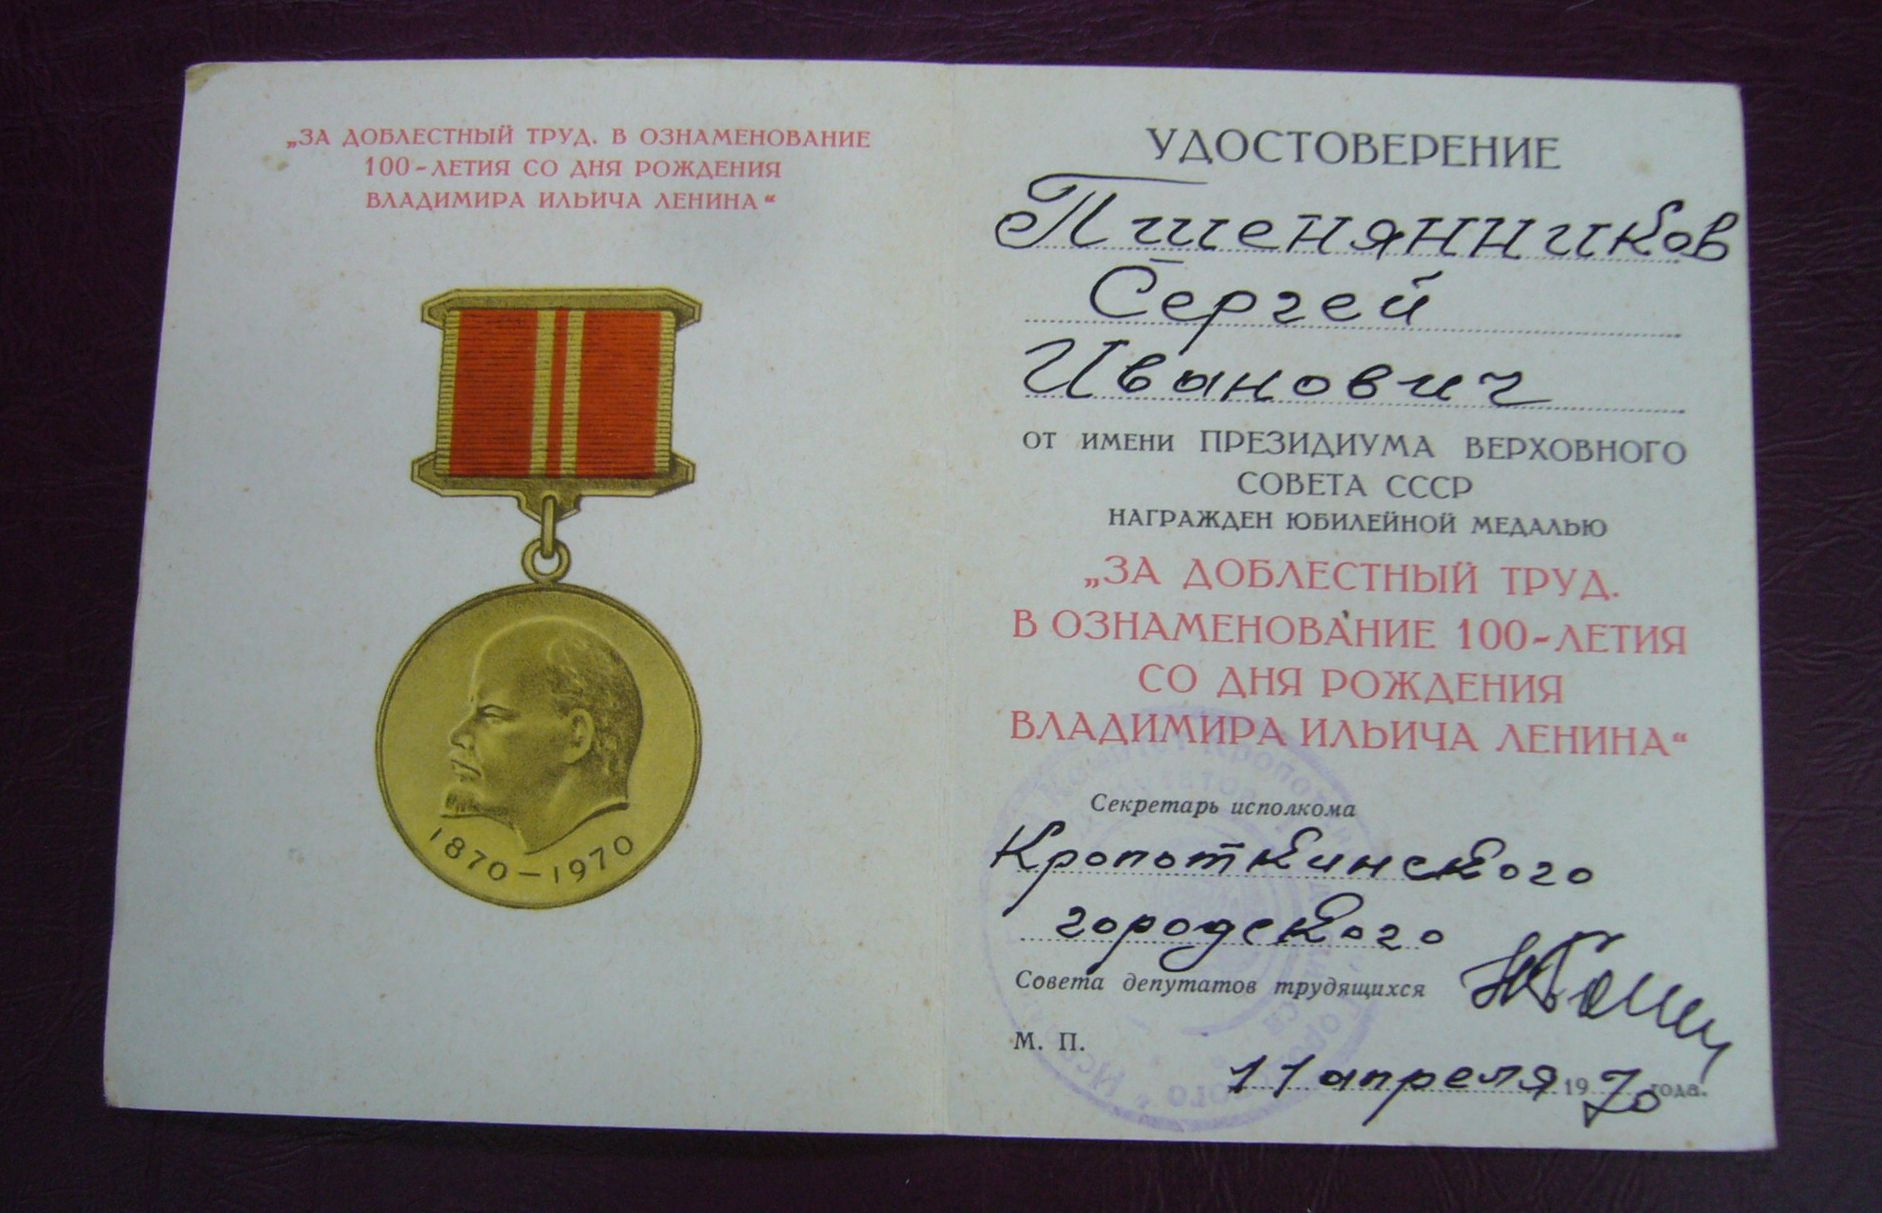 „ЗА ДОБЛЕСТНЫЙ ТРУД. В ОЗНАМЕНОВАНИЕ
100-ЛЕТИЯ СО ДНЯ РОЖДЕНИЯ
ВЛАДИМИРА ИЛЬИЧА ЛЕНИНА“
1870–1970
УДОСТОВЕРЕНИЕ
Пшенянников
Сергей
Иванович
ОТ ИМЕНИ ПРЕЗИДИУМА ВЕРХОВНОГО
СОВЕТА СССР
НАГРАЖДЕН ЮБИЛЕЙНОЙ МЕДАЛЬЮ
„ЗА ДОБЛЕСТНЫЙ ТРУД.
В ОЗНАМЕНОВАНИЕ 100-ЛЕТИЯ
СО ДНЯ РОЖДЕНИЯ
ВЛАДИМИРА ИЛЬИЧА ЛЕНИНА“
Секретарь исполкома
Кропоткинского
городского
Совета депутатов трудящихся
М. П.
11 апреля 1970 года.